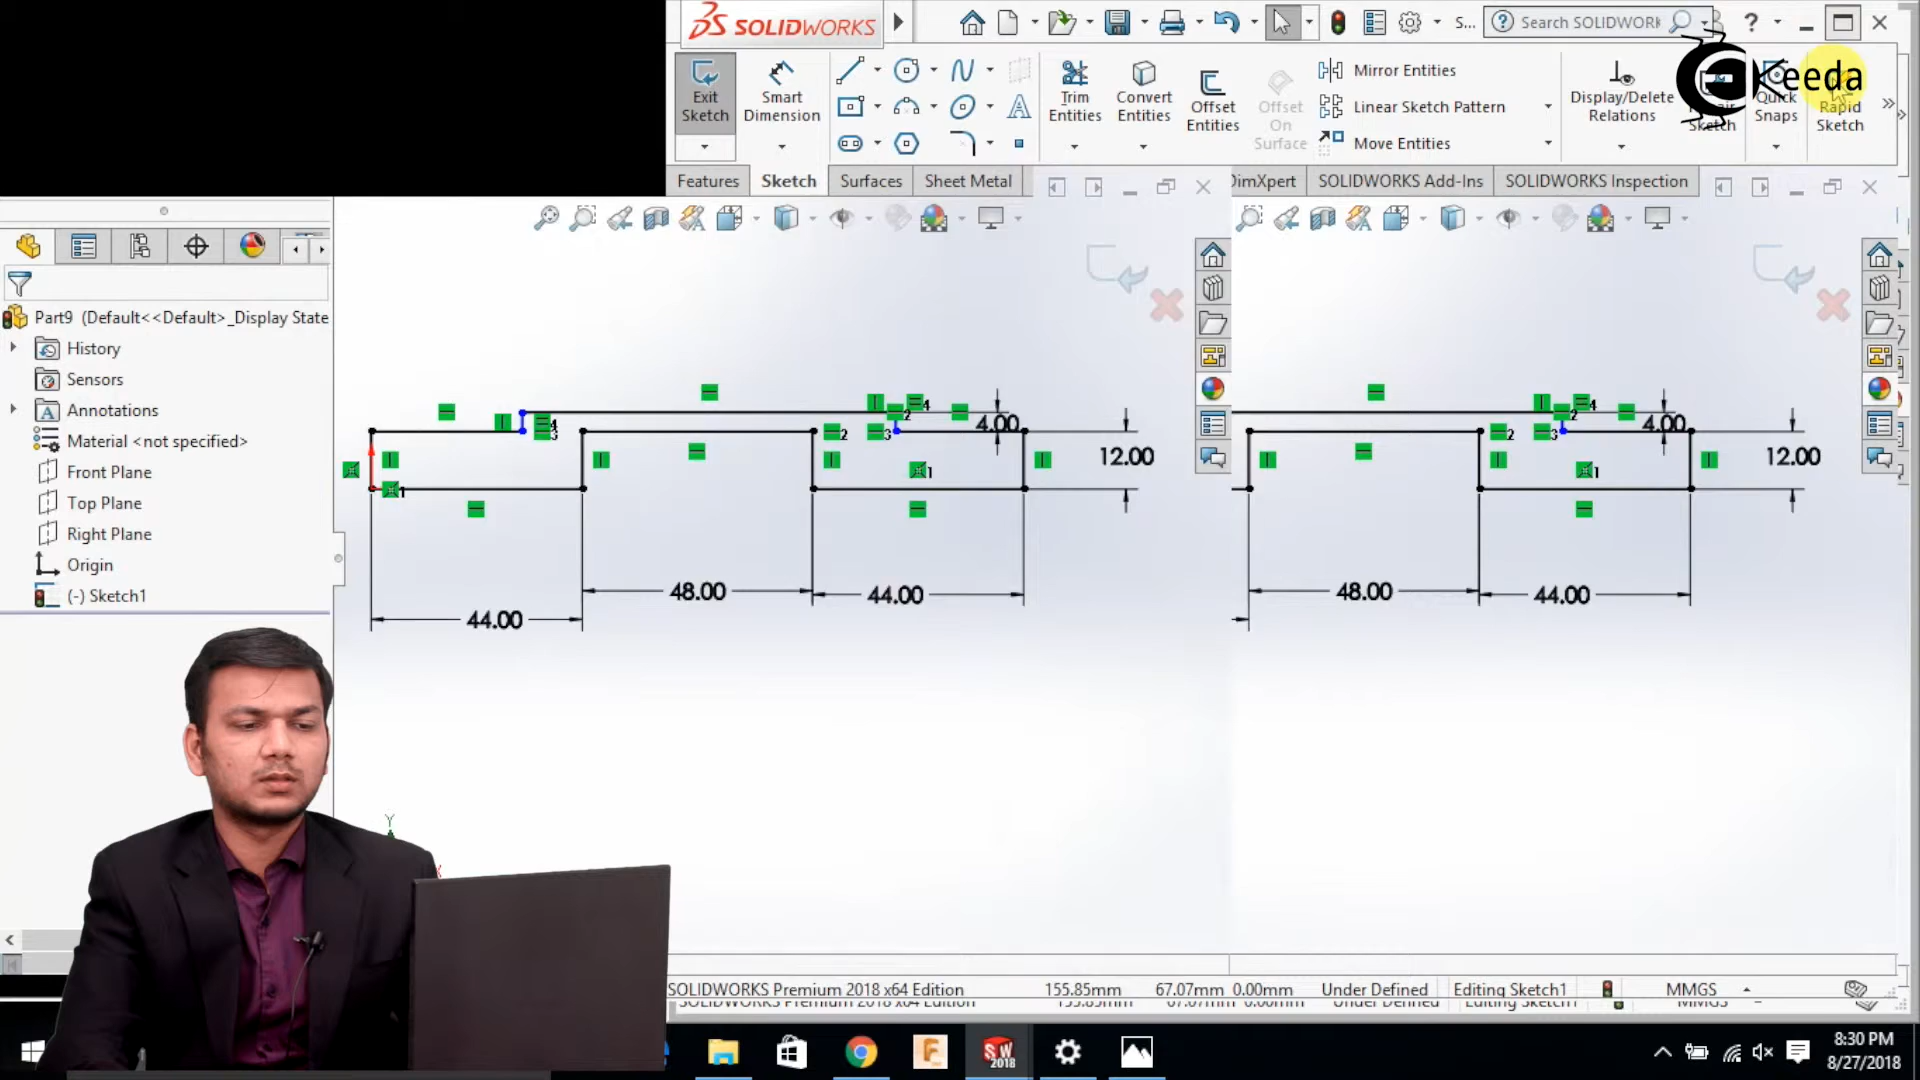 SOLIDWORKS
S...
Search SOLIDWORK
?
Keeda
Exit Sketch
Smart Dimension
Trim Entities
Convert Entities
Offset Entities
Offset On Surface
Mirror Entities
Linear Sketch Pattern
Move Entities
Display/Delete Relations
Sketch
Quick Snaps
Rapid Sketch
Features
Sketch
Surfaces
Sheet Metal
DimXpert
SOLIDWORKS Add-Ins
SOLIDWORKS Inspection
Part9 (Default<<Default>_Display State
History
Sensors
Annotations
Material <not specified>
Front Plane
Top Plane
Right Plane
Origin
(-) Sketch1
4.00
12.00
48.00
44.00
44.00
4.00
12.00
48.00
44.00
Y
SOLIDWORKS Premium 2018 x64 Edition
155.85mm
67.07mm 0.00mm
Under Defined
Editing Sketch1
MMGS
SW
2018
8:30 PM
8/27/2018